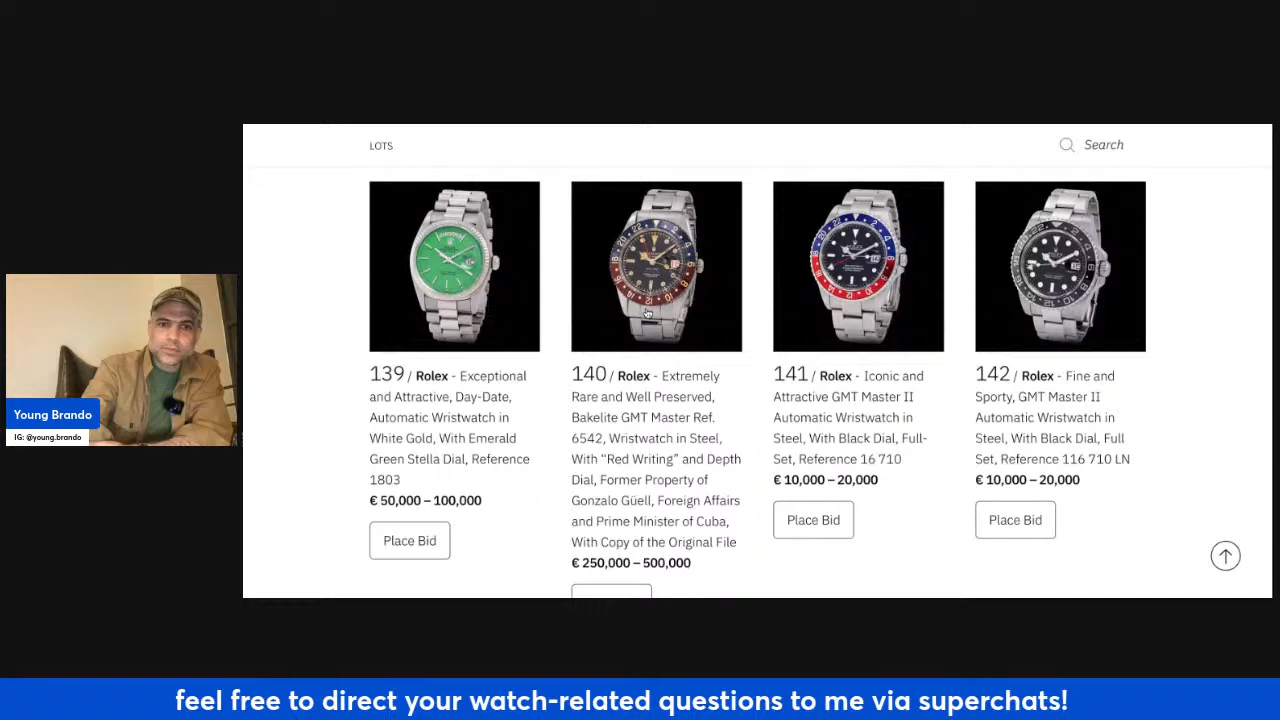 LOTS
Search
139 / Rolex - Exceptional
and Attractive, Day-Date,
Automatic Wristwatch in
White Gold, With Emerald
Green Stella Dial, Reference
1803
€ 50,000 – 100,000
Place Bid
140 / Rolex - Extremely
Rare and Well Preserved,
Bakelite GMT Master Ref.
6542, Wristwatch in Steel,
With “Red Writing” and Depth
Dial, Former Property of
Gonzalo Güell, Foreign Affairs
and Prime Minister of Cuba,
With Copy of the Original File
€ 250,000 – 500,000
141 / Rolex - Iconic and
Attractive GMT Master II
Automatic Wristwatch in
Steel, With Black Dial, Full-
Set, Reference 16 710
€ 10,000 – 20,000
Place Bid
142 / Rolex - Fine and
Sporty, GMT Master II
Automatic Wristwatch in
Steel, With Black Dial, Full
Set, Reference 116 710 LN
€ 10,000 – 20,000
Place Bid
Young Brando
IG: @young.brando
feel free to direct your watch-related questions to me via superchats!